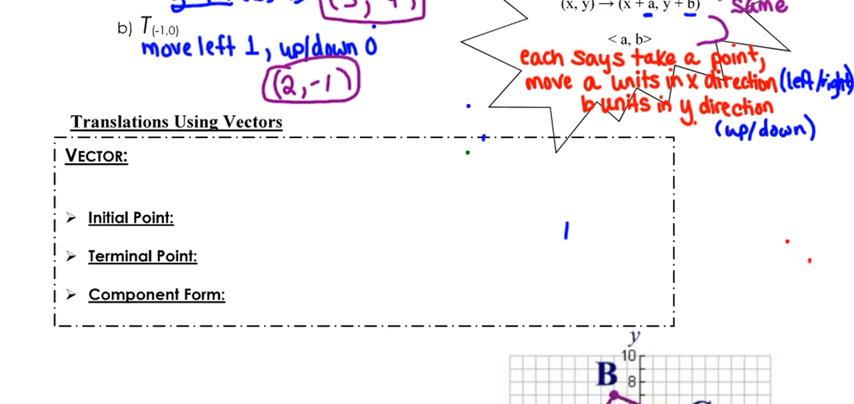 (x, y) → (x + a, y + b)
same
b) T(-1,0)
move left 1, up/down 0
(2, -1)
< a, b>
each says take a point,
move a units in x direction (left/right)
b units in y direction
(up/down)
Translations Using Vectors
VECTOR:
➢ Initial Point:
➢ Terminal Point:
➢ Component Form:
y
10
B 8